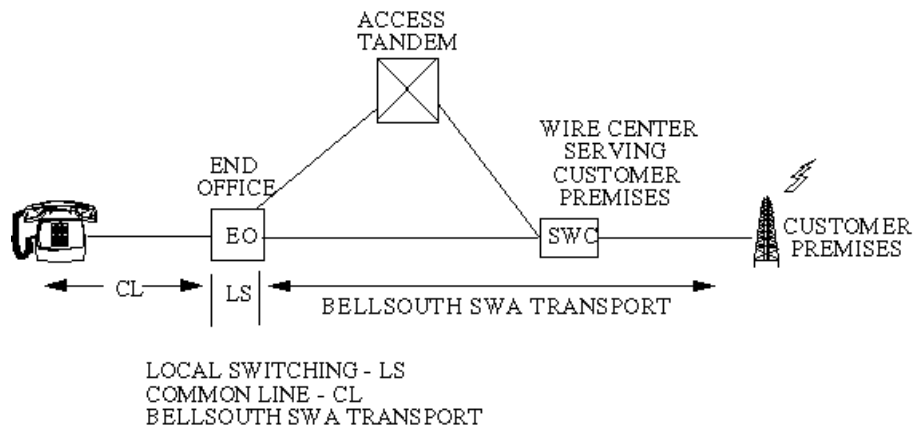 ACCESS
TANDEM
WIRE CENTER
SERVING
CUSTOMER
PREMISES
END
OFFICE
EO
SWC
CUSTOMER
PREMISES
CL
LS
BELLSOUTH SWA TRANSPORT
LOCAL SWITCHING - LS
COMMON LINE - CL
BELLSOUTH SWA TRANSPORT